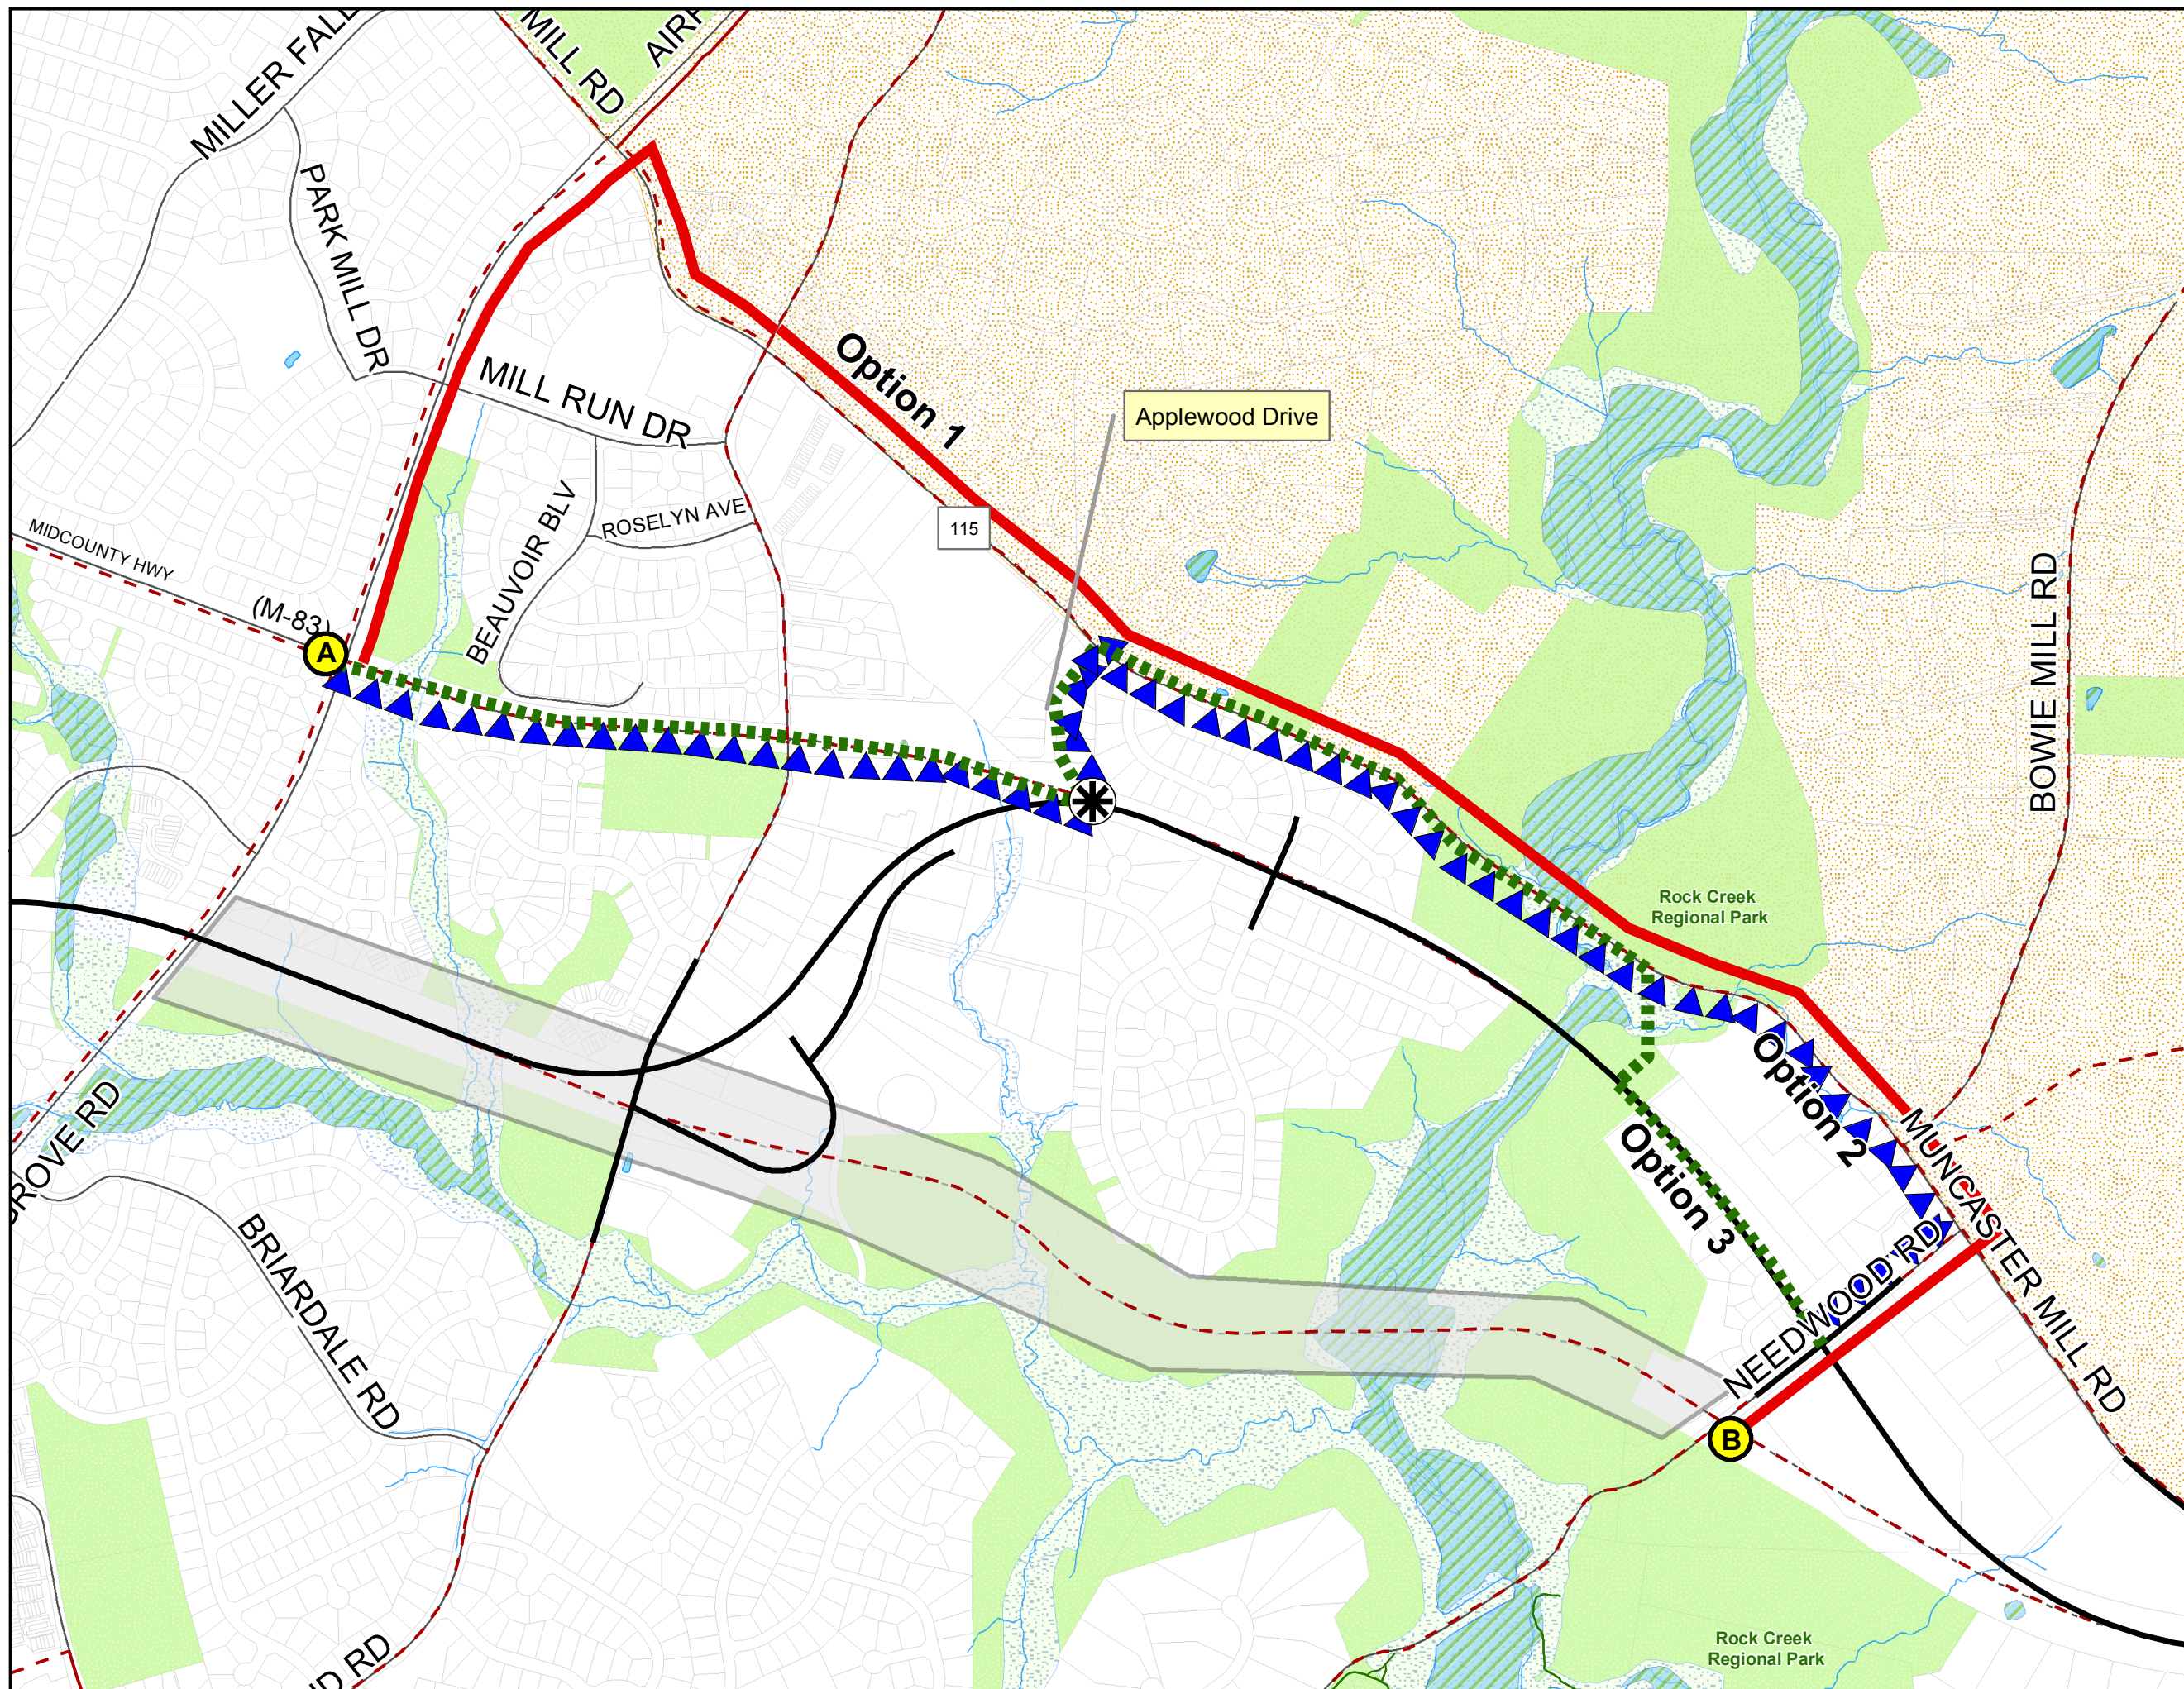 MILLER FALL
MILL RD
AIRP
PARK MILL DR
MILL RUN DR
Option 1
Applewood Drive
BEAUVOIR BLV
ROSELYN AVE
115
MIDCOUNTY HWY
(M-83)
A
BOWIE MILL RD
Rock Creek
Regional Park
Option 2
MUNCASTER MILL RD
Option 3
NEEDWOOD RD
GROVE RD
BRIARDALE RD
B
Rock Creek
Regional Park
ND RD